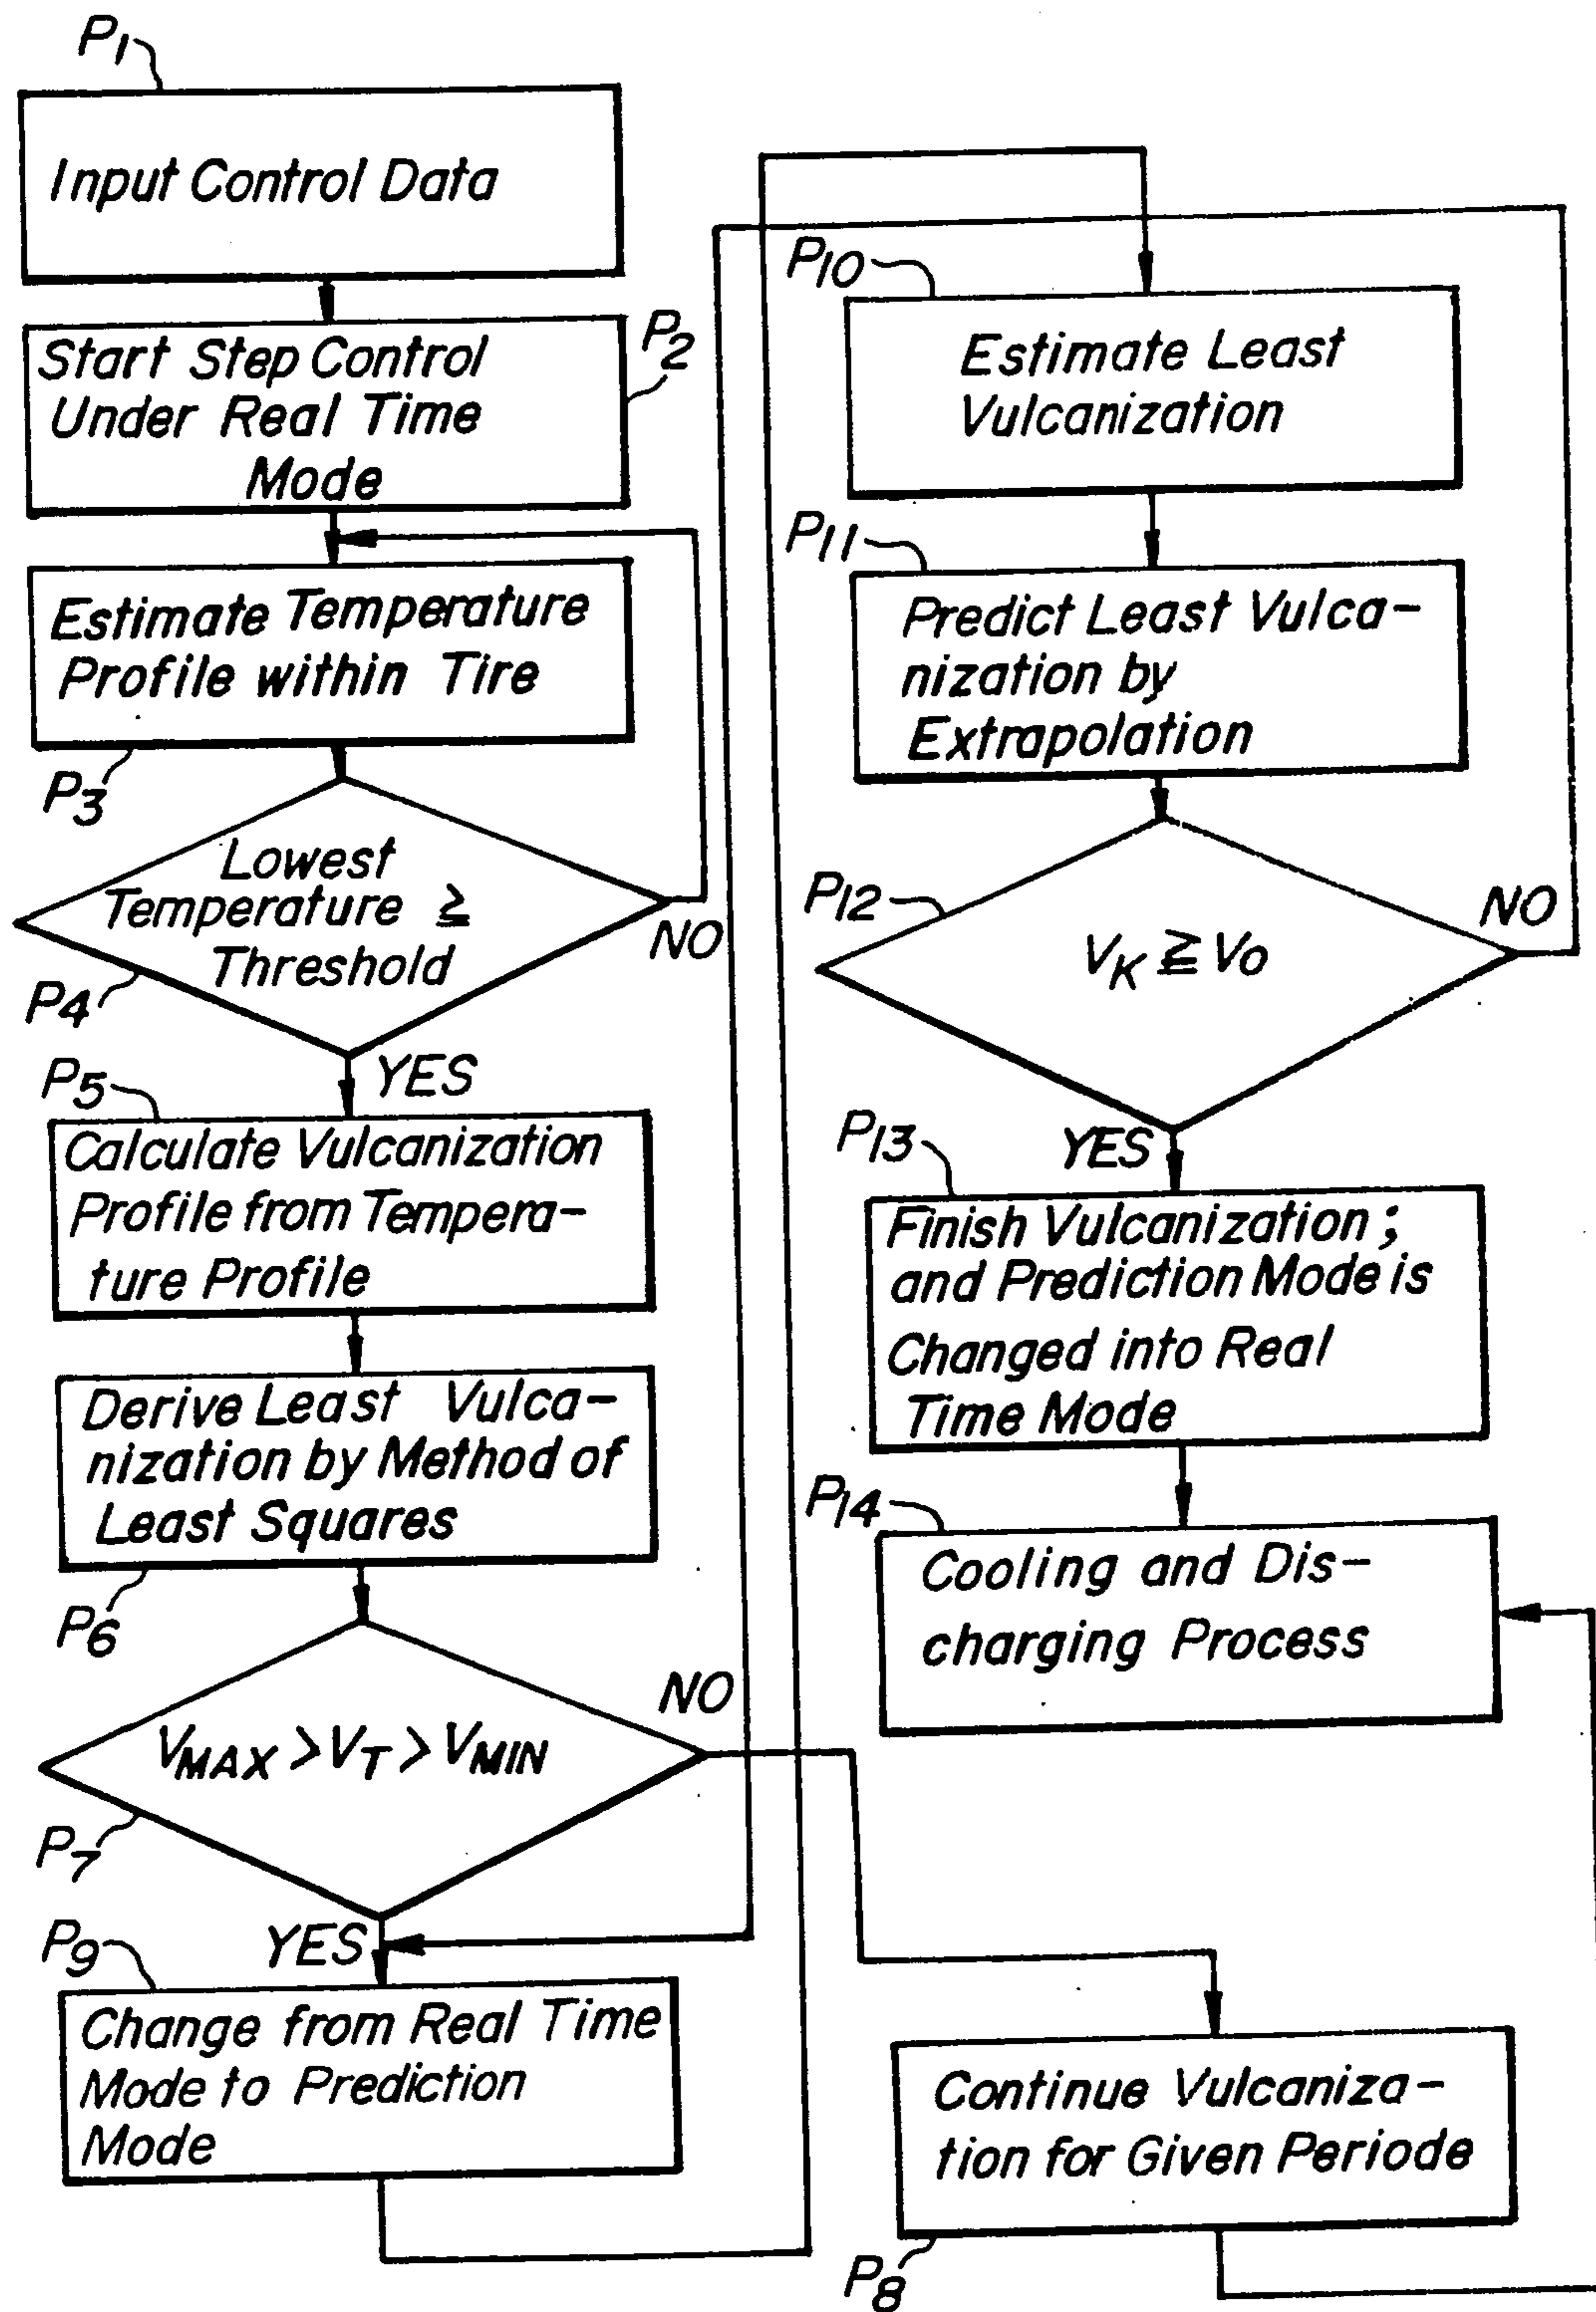 P1
Input Control Data
P2
Start Step Control
Under Real Time
Mode
Estimate Temperature
Profile within Tire
P3
Lowest
Temperature ≧
Threshold
NO
P4
YES
P5
Calculate Vulcanization
Profile from Tempera-
ture Profile
Derive Least Vulca-
nization by Method of
Least Squares
P6
NO
VMAX > VT > VMIN
P7
YES
P9
Change from Real Time
Mode to Prediction
Mode
P10
Estimate Least
Vulcanization
P11
Predict Least Vulca-
nization by
Extrapolation
P12
NO
VK ≧ Vo
YES
P13
Finish Vulcanization ;
and Prediction Mode is
Changed into Real
Time Mode
P14
Cooling and Dis-
charging Process
Continue Vulcaniza-
tion for Given Periode
P8